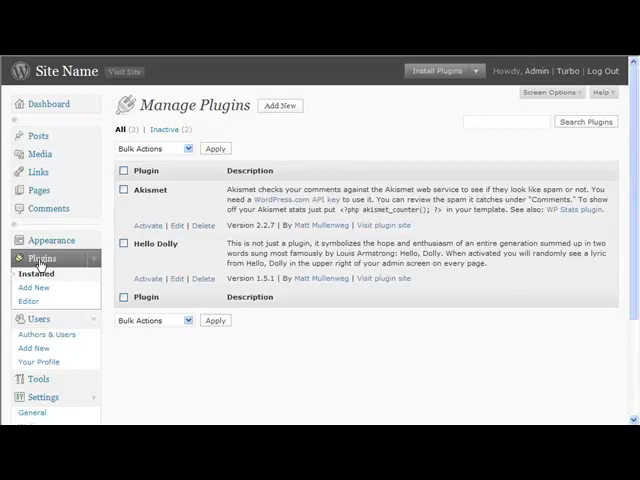 Site Name Visit Site Install Plugins Howdy, Admin | Turbo | Log Out
Screen Options Help
Manage Plugins Add New
All (2) | Inactive (2)
Search Plugins
Bulk Actions Apply
Plugin Description
Akismet Akismet checks your comments against the Akismet web service to see if they look like spam or not. You
need a WordPress.com API key to use it. You can review the spam it catches under "Comments." To show
off your Akismet stats just put <?php akismet_counter(); ?> in your template. See also: WP Stats plugin.
Activate | Edit | Delete Version 2.2.7 | By Matt Mullenweg | Visit plugin site
Hello Dolly This is not just a plugin, it symbolizes the hope and enthusiasm of an entire generation summed up in two
words sung most famously by Louis Armstrong: Hello, Dolly. When activated you will randomly see a lyric
from Hello, Dolly in the upper right of your admin screen on every page.
Activate | Edit | Delete Version 1.5.1 | By Matt Mullenweg | Visit plugin site
Plugin Description
Bulk Actions Apply
Dashboard
Posts
Media
Links
Pages
Comments
Appearance
Plugins
Installed
Add New
Editor
Users
Authors & Users
Add New
Your Profile
Tools
Settings
General